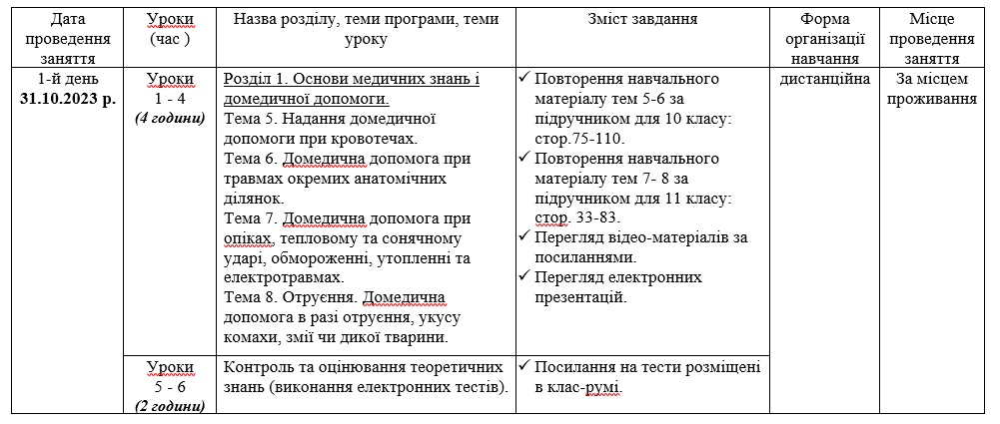 Дата
проведення
заняття
Уроки
(час )
Назва розділу, теми програми, теми
уроку
Зміст завдання
Форма
організації
навчання
Місце
проведення
заняття
1-й день
31.10.2023 р.
Уроки
1 - 4
(4 години)
Розділ 1. Основи медичних знань і
домедичної допомоги.
Тема 5. Надання домедичної
допомоги при кровотечах.
Тема 6. Домедична допомога при
травмах окремих анатомічних
ділянок.
Тема 7. Домедична допомога при
опіках, тепловому та сонячному
ударі, обмороженні, утопленні та
електротравмах.
Тема 8. Отруєння. Домедична
допомога в разі отруєння, укусу
комахи, змії чи дикої тварини.
✓ Повторення навчального
матеріалу тем 5-6 за
підручником для 10 класу:
стор.75-110.
✓ Повторення навчального
матеріалу тем 7- 8 за
підручником для 11 класу:
стор. 33-83.
✓ Перегляд відео-матеріалів за
посиланнями.
✓ Перегляд електронних
презентацій.
дистанційна
За місцем
проживання
Уроки
5 - 6
(2 години)
Контроль та оцінювання теоретичних
знань (виконання електронних тестів).
✓ Посилання на тести розміщені
в клас-румі.